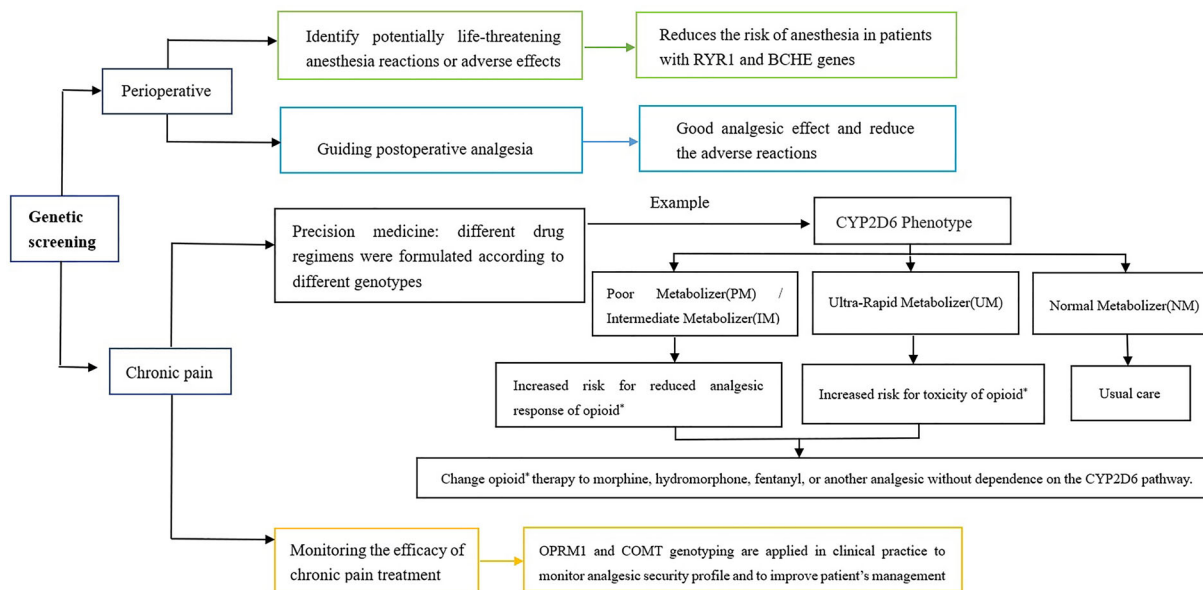 Identify potentially life-threatening
anesthesia reactions or adverse effects
Reduces the risk of anesthesia in patients
with RYR1 and BCHE genes
Perioperative
Guiding postoperative analgesia
Good analgesic effect and reduce
the adverse reactions
Genetic
screening
Precision medicine: different drug
regimens were formulated according to
different genotypes
Example
CYP2D6 Phenotype
Poor Metabolizer(PM) /
Intermediate Metabolizer(IM)
Ultra-Rapid Metabolizer(UM)
Normal Metabolizer(NM)
Chronic pain
Increased risk for reduced analgesic
response of opioid*
Increased risk for toxicity of opioid*
Usual care
Change opioid* therapy to morphine, hydromorphone, fentanyl, or another analgesic without dependence on the CYP2D6 pathway.
Monitoring the efficacy of
chronic pain treatment
OPRM1 and COMT genotyping are applied in clinical practice to
monitor analgesic security profile and to improve patient's management